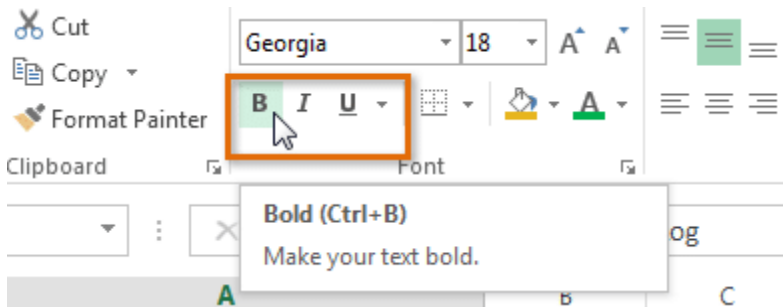 Cut
Georgia 18 A A
Copy
B I U A
Format Painter
Clipboard Font
Bold (Ctrl+B)
Make your text bold.
og
A B C